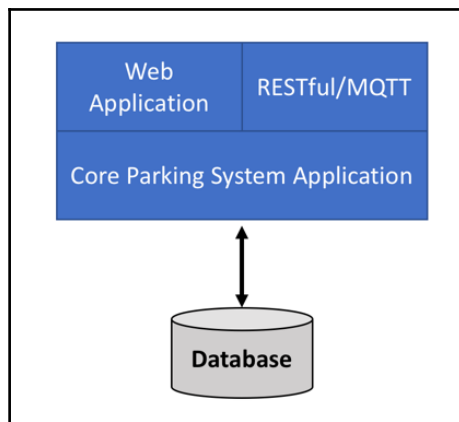 Web
Application
RESTful/MQTT
Core Parking System Application
Database